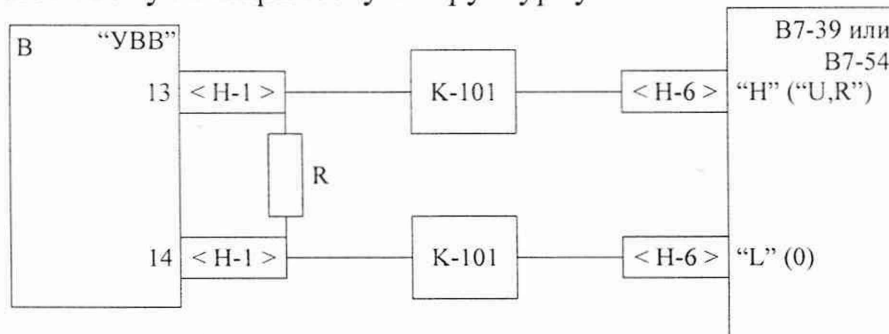 В "УВВ"
В7-39 или
В7-54
13 < Н-1 > К-101 < Н-6 > "Н" ("U,R")
R
14 < Н-1 > К-101 < Н-6 > "L" (0)